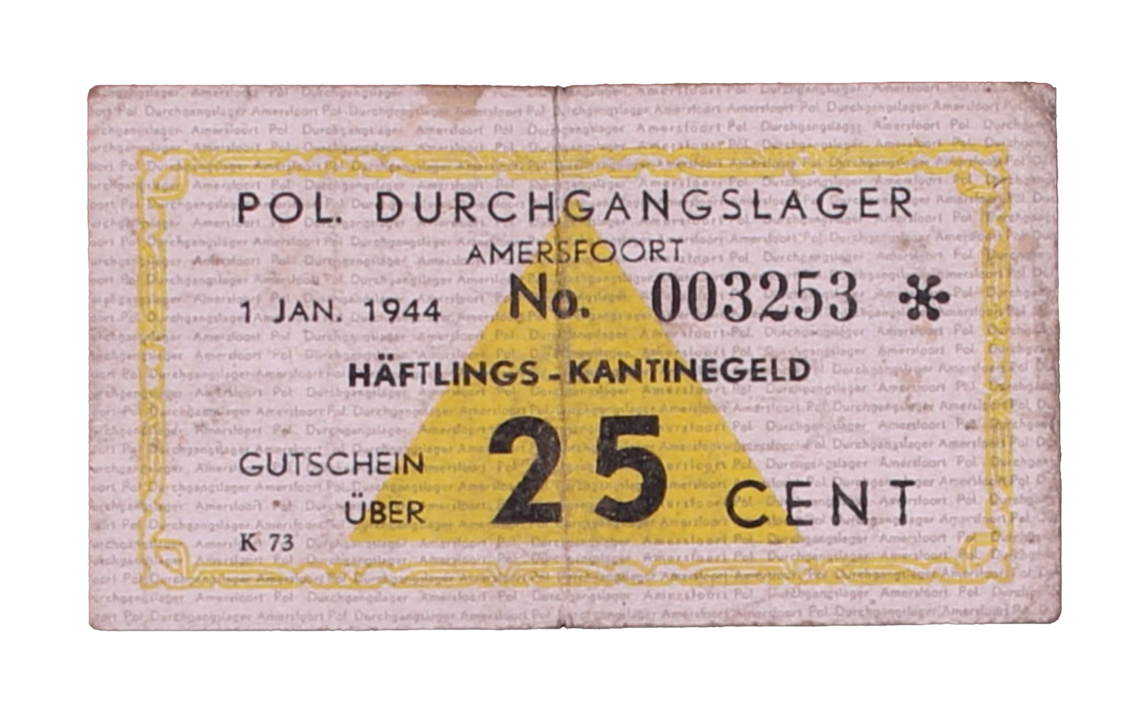 POL. DURCHGANGSLAGER
AMERSFOORT
1 JAN. 1944 No. 003253 *
HÄFTLINGS-KANTINEGELD
GUTSCHEIN
ÜBER 25 CENT
K 73